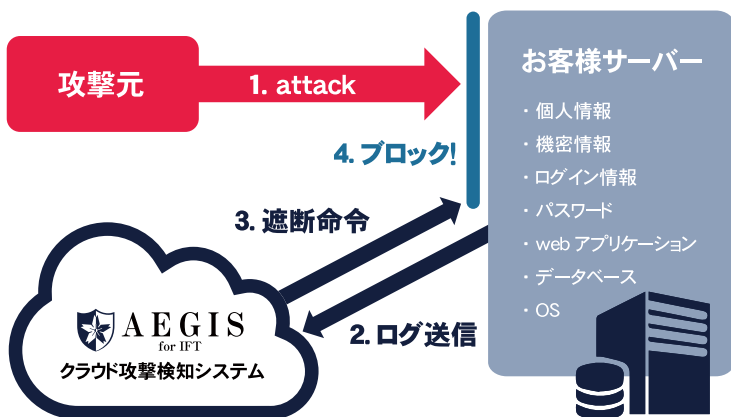 攻撃元
1. attack
4. ブロック!
3. 遮断命令
2. ログ送信
AEGIS
for IFT
クラウド攻撃検知システム
お客様サーバー
・個人情報
・機密情報
・ログイン情報
・パスワード
・web アプリケーション
・データベース
・OS